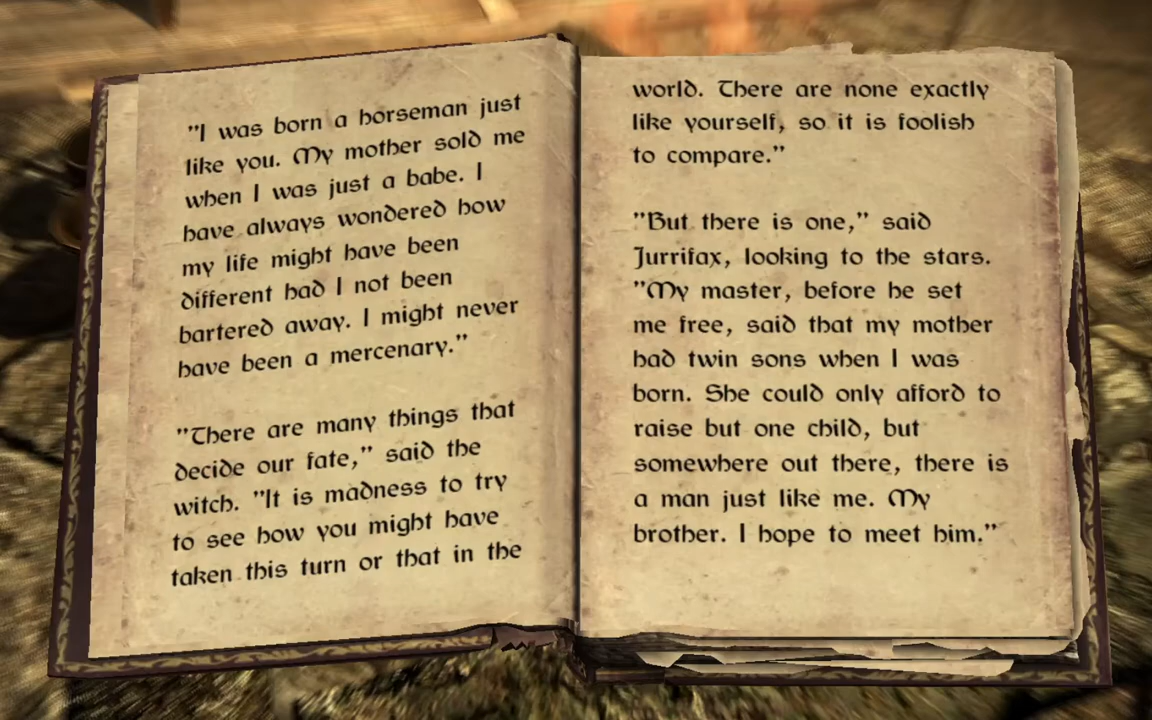 "I was born a horseman just
like you. My mother sold me
when I was just a babe. I
have always wondered how
my life might have been
different had I not been
bartered away. I might never
have been a mercenary."
"There are many things that
decide our fate," said the
witch. "It is madness to try
to see how you might have
taken this turn or that in the
world. There are none exactly
like yourself, so it is foolish
to compare."
"But there is one," said
Jurrifax, looking to the stars.
"My master, before he set
me free, said that my mother
had twin sons when I was
born. She could only afford to
raise but one child, but
somewhere out there, there is
a man just like me. My
brother. I hope to meet him."